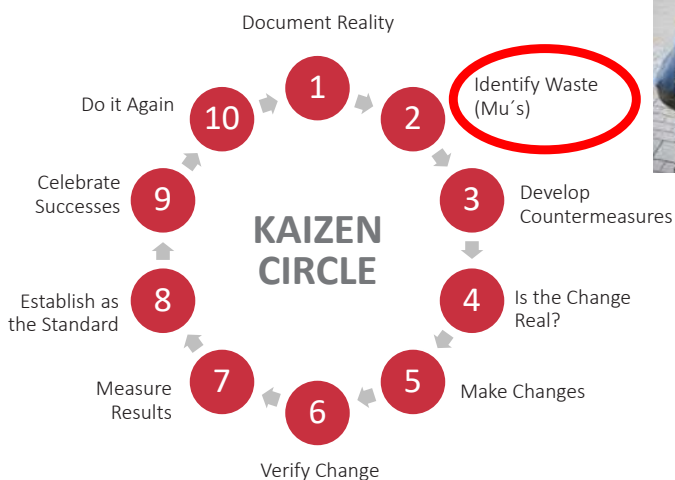 Document Reality
1
Identify Waste
(Mu´s)
2
Develop
Countermeasures
3
Is the Change
Real?
4
Make Changes
5
Verify Change
6
Measure
Results
7
Establish as
the Standard
8
Celebrate
Successes
9
Do it Again
10
KAIZEN
CIRCLE